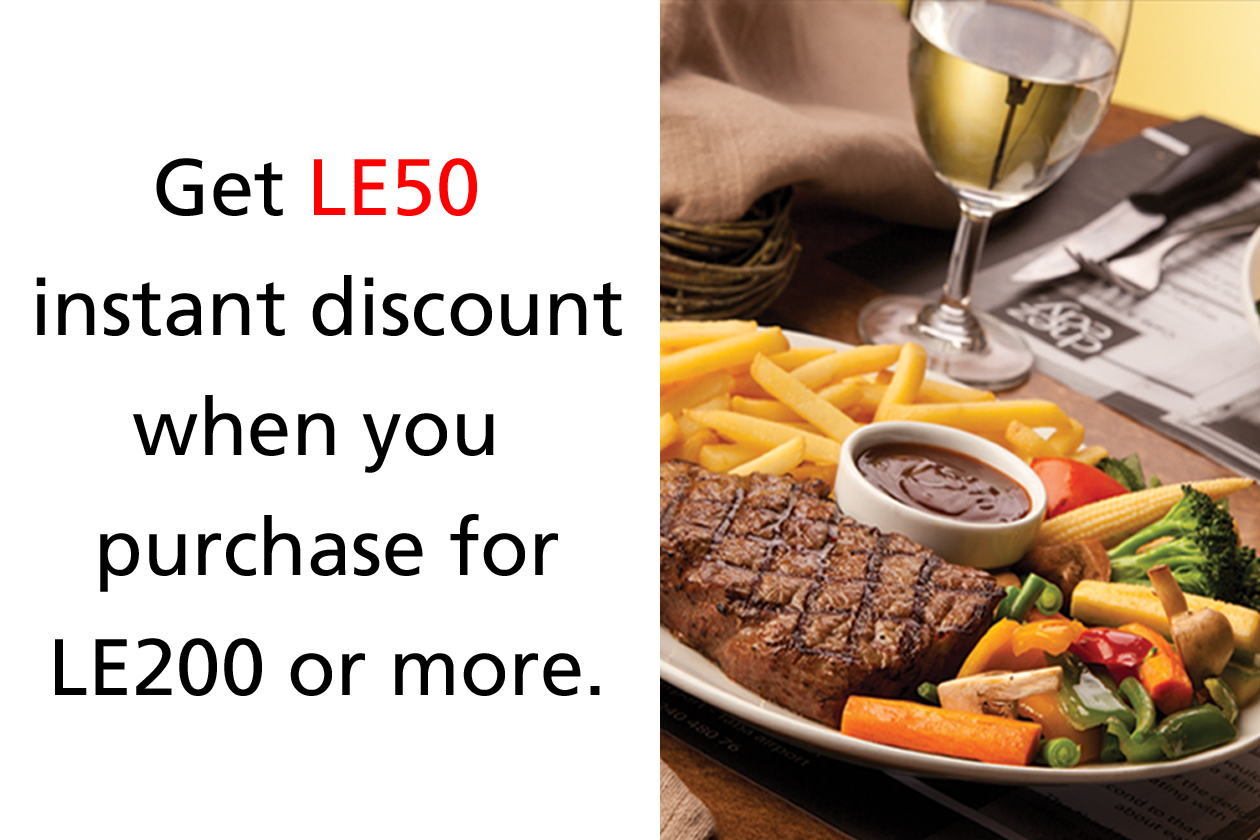 Get LE50
instant discount
when you
purchase for
LE200 or more.